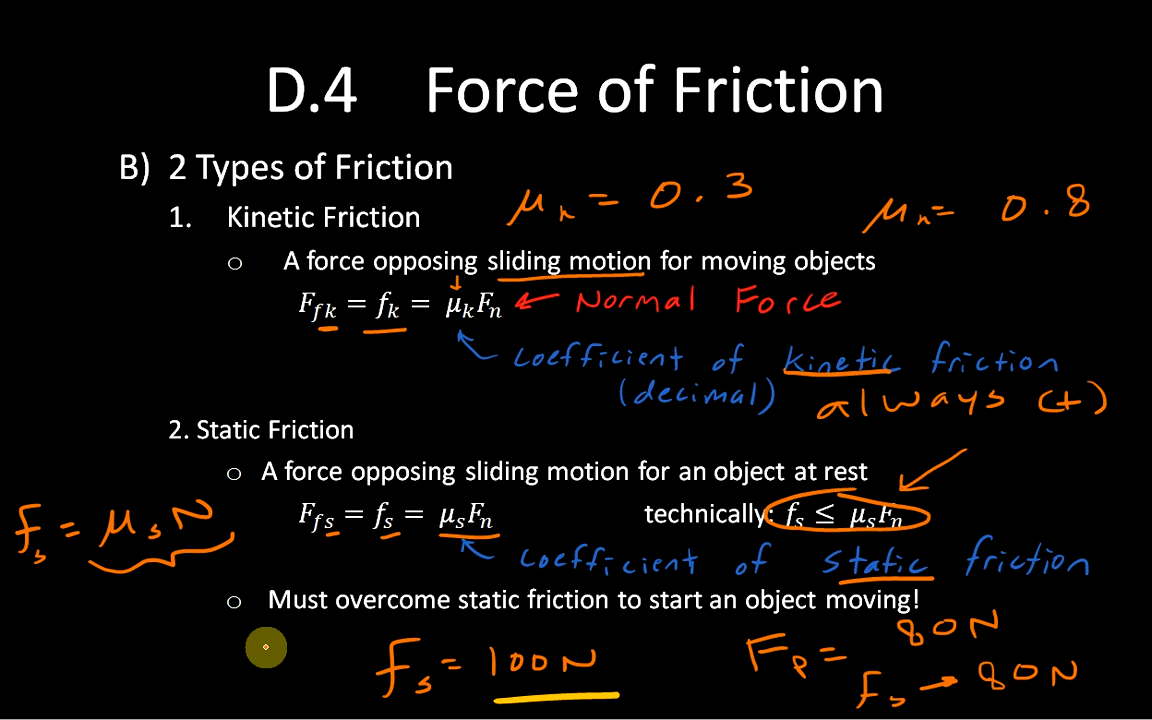 D.4 Force of Friction
B) 2 Types of Friction
μk = 0.3 μk = 0.8
1. Kinetic Friction
o A force opposing sliding motion for moving objects
Ffk = fk = μkFn ← Normal Force
coefficient of kinetic friction
(decimal) always (+)
2. Static Friction
o A force opposing sliding motion for an object at rest
fs = μsN
Ffs = fs = μsFn technically: fs ≤ μsFn
coefficient of static friction
o Must overcome static friction to start an object moving!
fs = 100N
Fp = 80N
fs → 80N